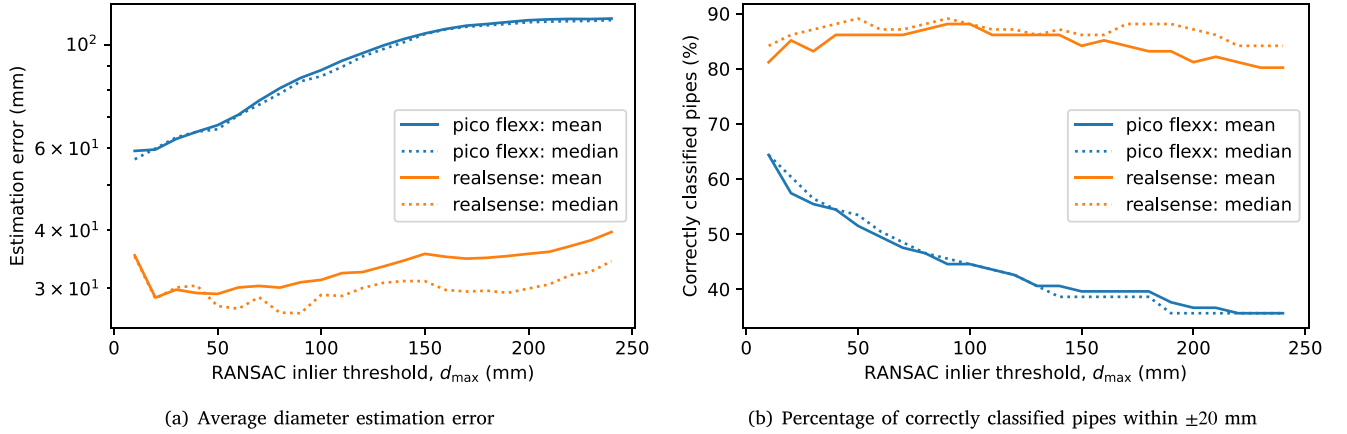 Estimation error (mm)
10²
6 × 10¹
4 × 10¹
3 × 10¹
pico flexx: mean
pico flexx: median
realsense: mean
realsense: median
0 50 100 150 200 250
RANSAC inlier threshold, d_max (mm)
(a) Average diameter estimation error
Correctly classified pipes (%)
90
80
70
60
50
40
pico flexx: mean
pico flexx: median
realsense: mean
realsense: median
0 50 100 150 200 250
RANSAC inlier threshold, d_max (mm)
(b) Percentage of correctly classified pipes within ±20 mm